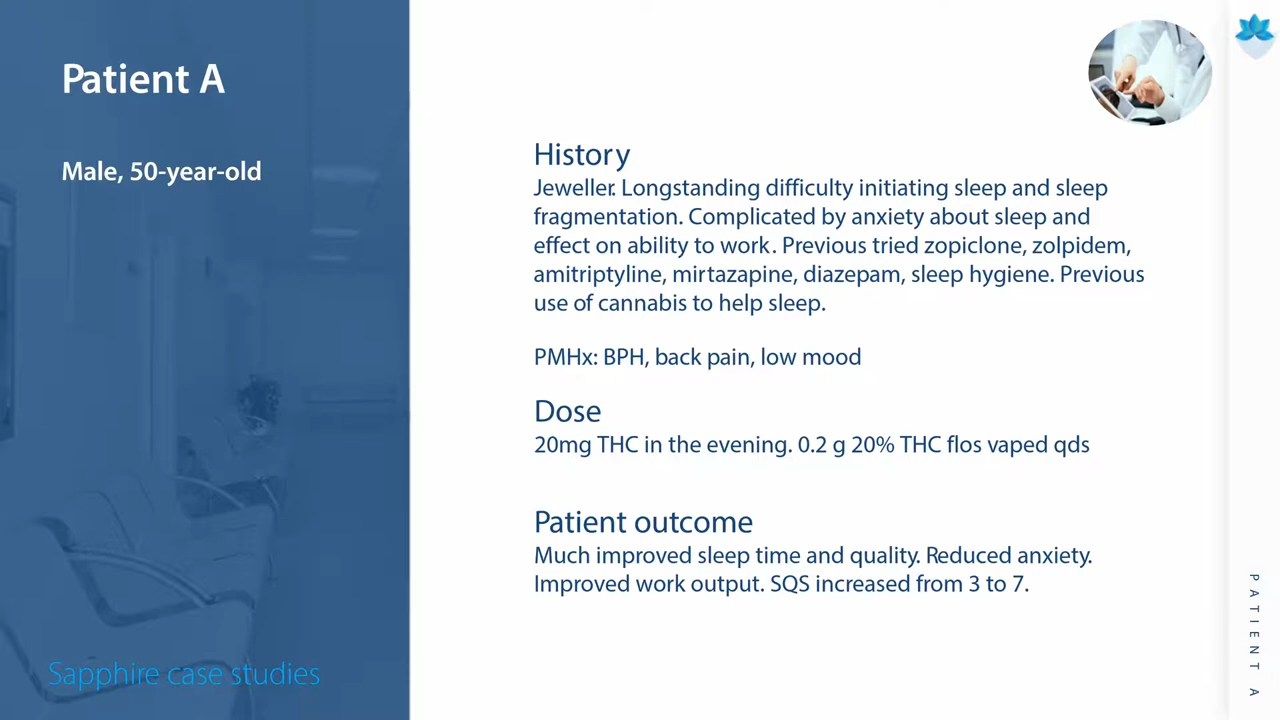 Patient A
Male, 50-year-old
History
Jeweller. Longstanding difficulty initiating sleep and sleep
fragmentation. Complicated by anxiety about sleep and
effect on ability to work. Previous tried zopiclone, zolpidem,
amitriptyline, mirtazapine, diazepam, sleep hygiene. Previous
use of cannabis to help sleep.
PMHx: BPH, back pain, low mood
Dose
20mg THC in the evening. 0.2 g 20% THC flos vaped qds
Patient outcome
Much improved sleep time and quality. Reduced anxiety.
Improved work output. SQS increased from 3 to 7.
Sapphire case studies
PATIENT A